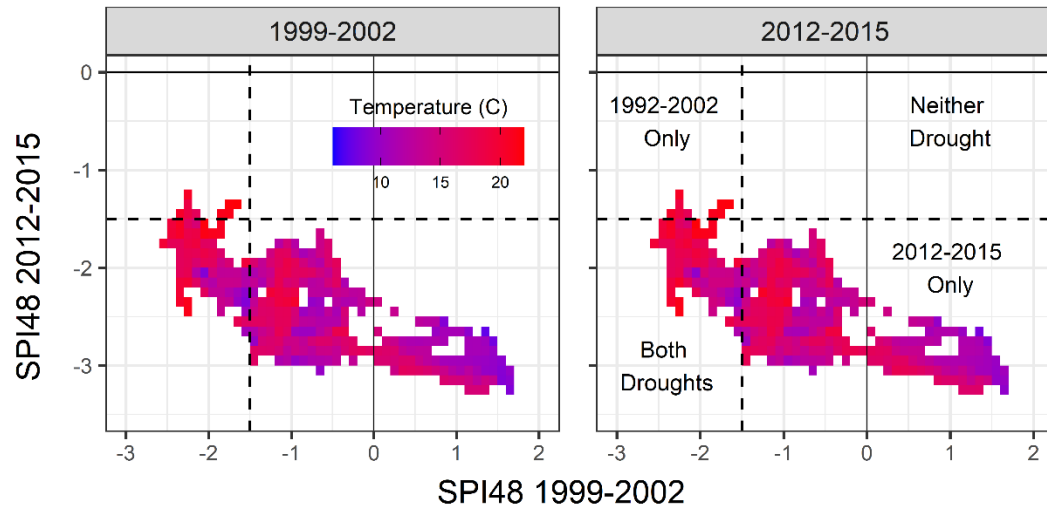 1999-2002
2012-2015
SPI48 2012-2015
0
-1
-2
-3
Temperature (C)
10 15 20
1992-2002
Only
Neither
Drought
2012-2015
Only
Both
Droughts
-3 -2 -1 0 1 2
-3 -2 -1 0 1 2
SPI48 1999-2002